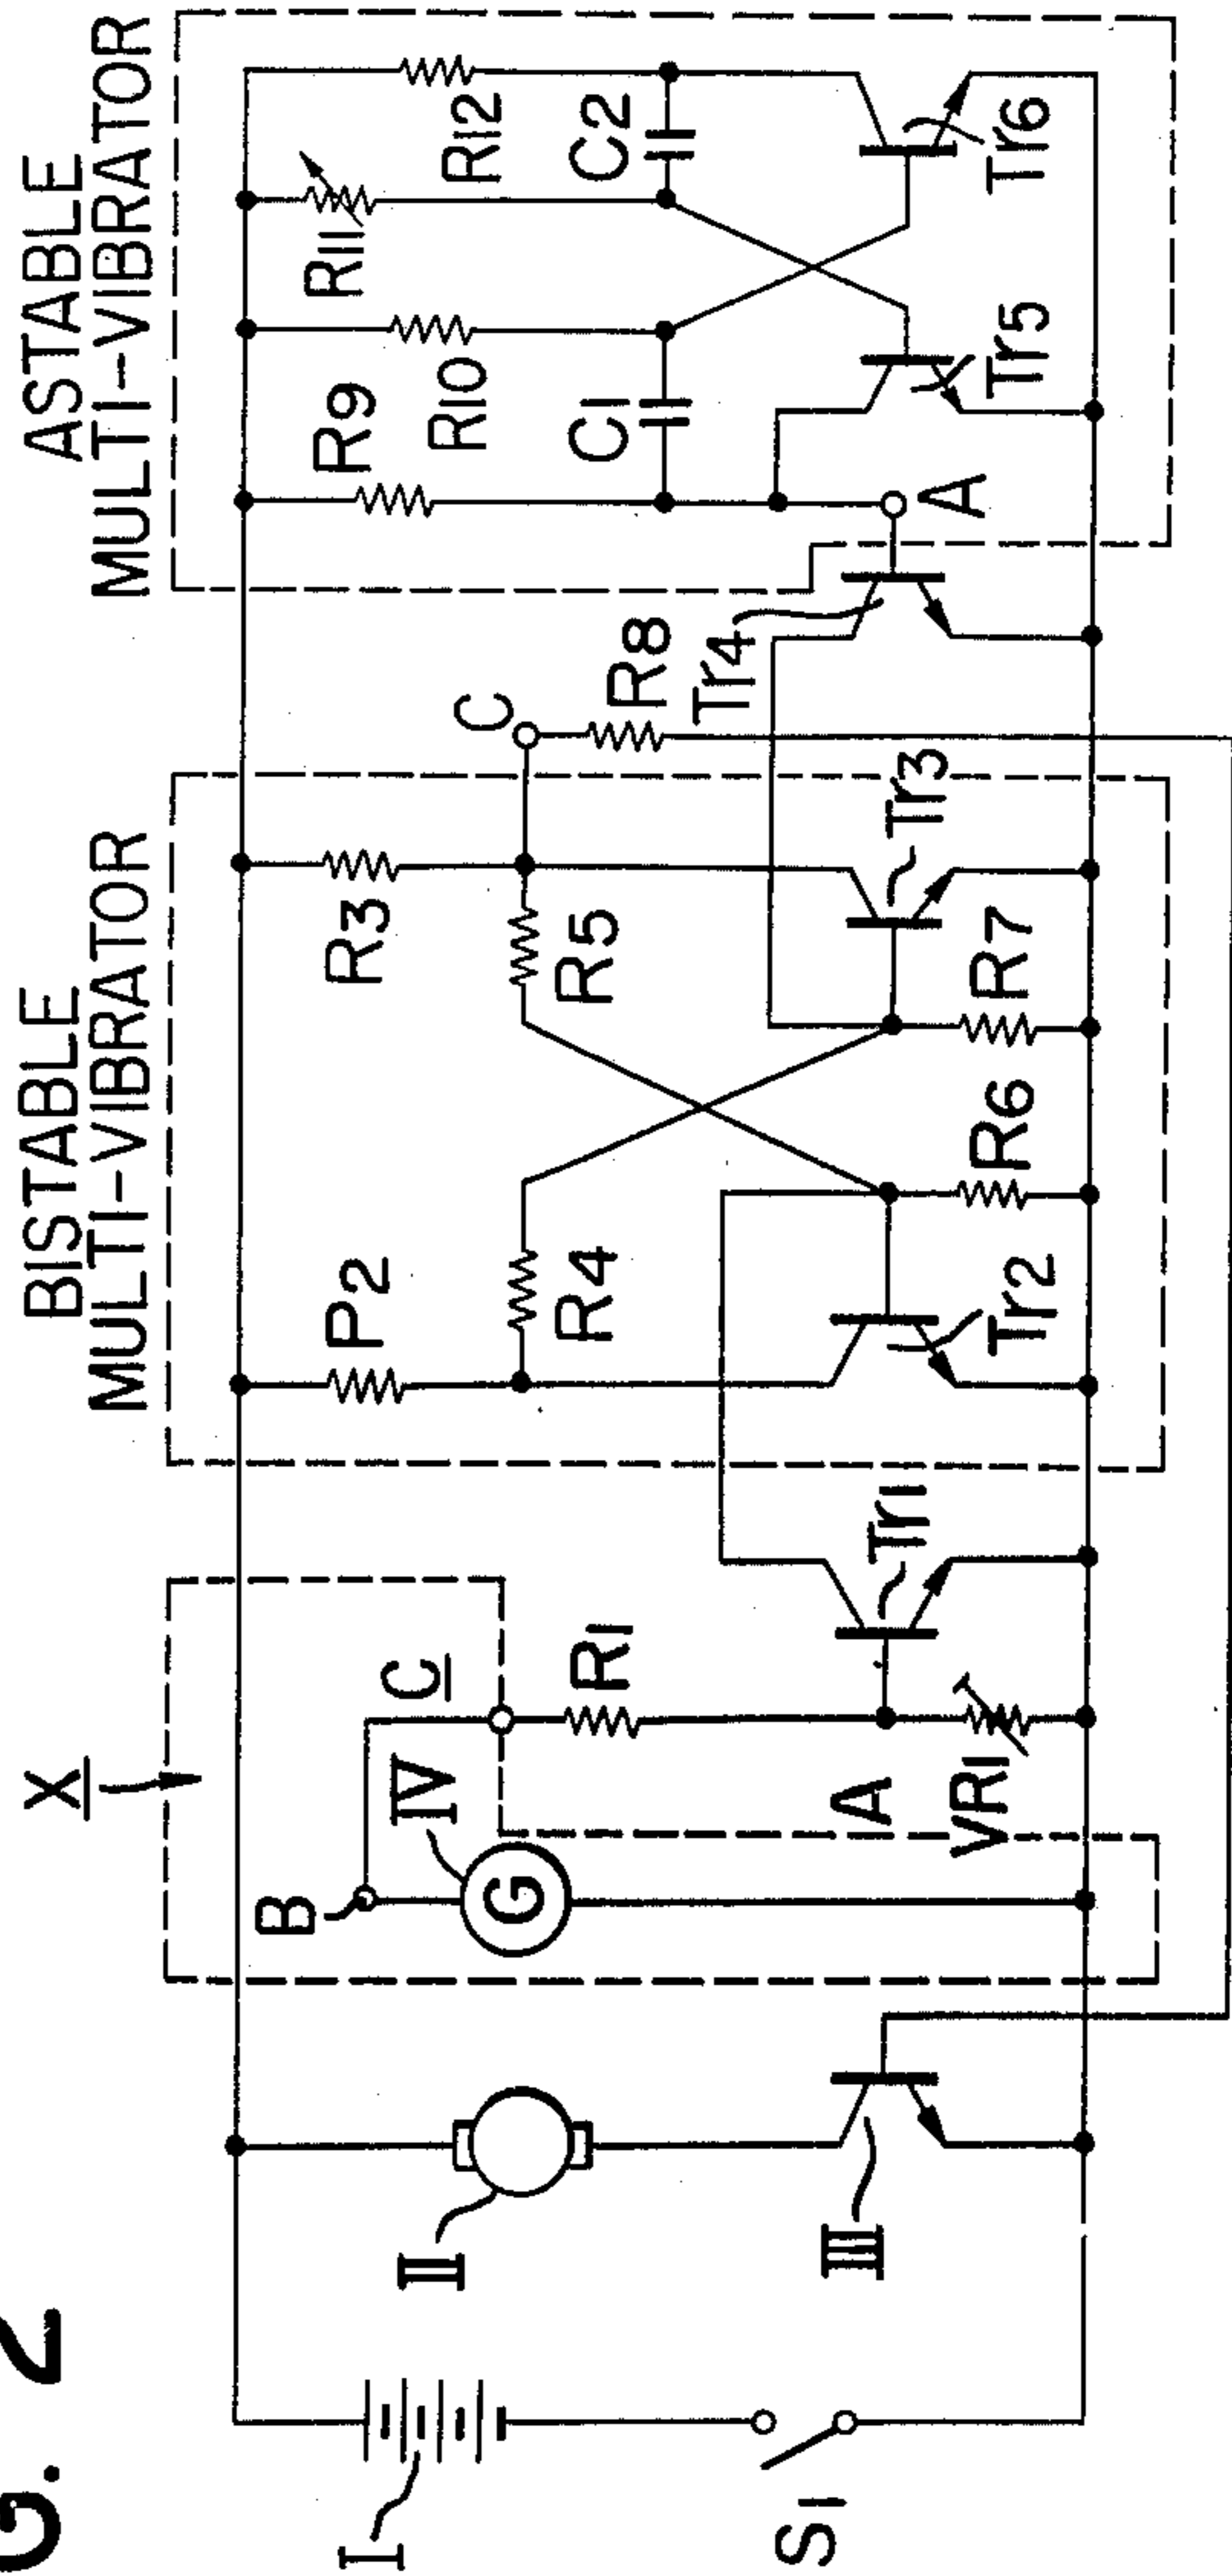 G. 2
X
BISTABLE
MULTI-VIBRATOR
ASTABLE
MULTI-VIBRATOR
I
S1
II
III
B
IV
G
C
R1
A
VR1
Tr1
P2
R4
Tr2
R6
R3
R5
R7
Tr3
C
R8
Tr4
A
R9
R10
C1
Tr5
R11
R12
C2
Tr6